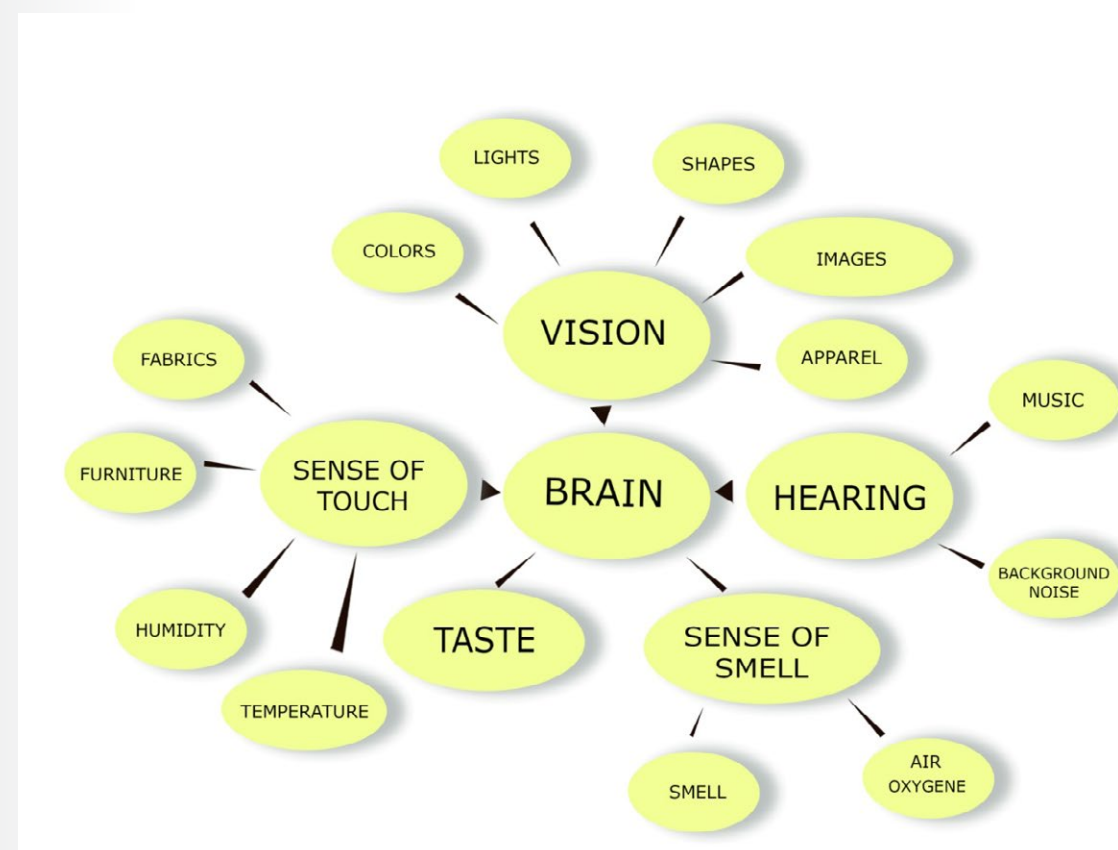 LIGHTS
SHAPES
COLORS
IMAGES
VISION
FABRICS
APPAREL
MUSIC
FURNITURE
SENSE OF
TOUCH
BRAIN
HEARING
BACKGROUND
NOISE
HUMIDITY
TASTE
SENSE OF
SMELL
TEMPERATURE
SMELL
AIR
OXYGENE